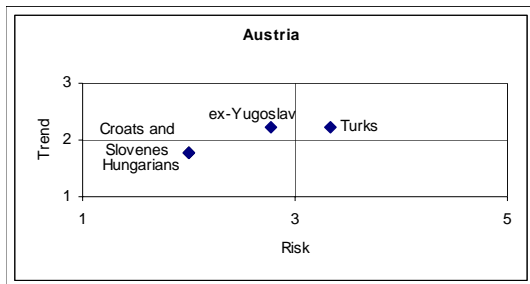 Austria
3
ex-Yugoslav
Croats and
Turks
Trend
2
Slovenes
Hungarians
1
1
3
5
Risk